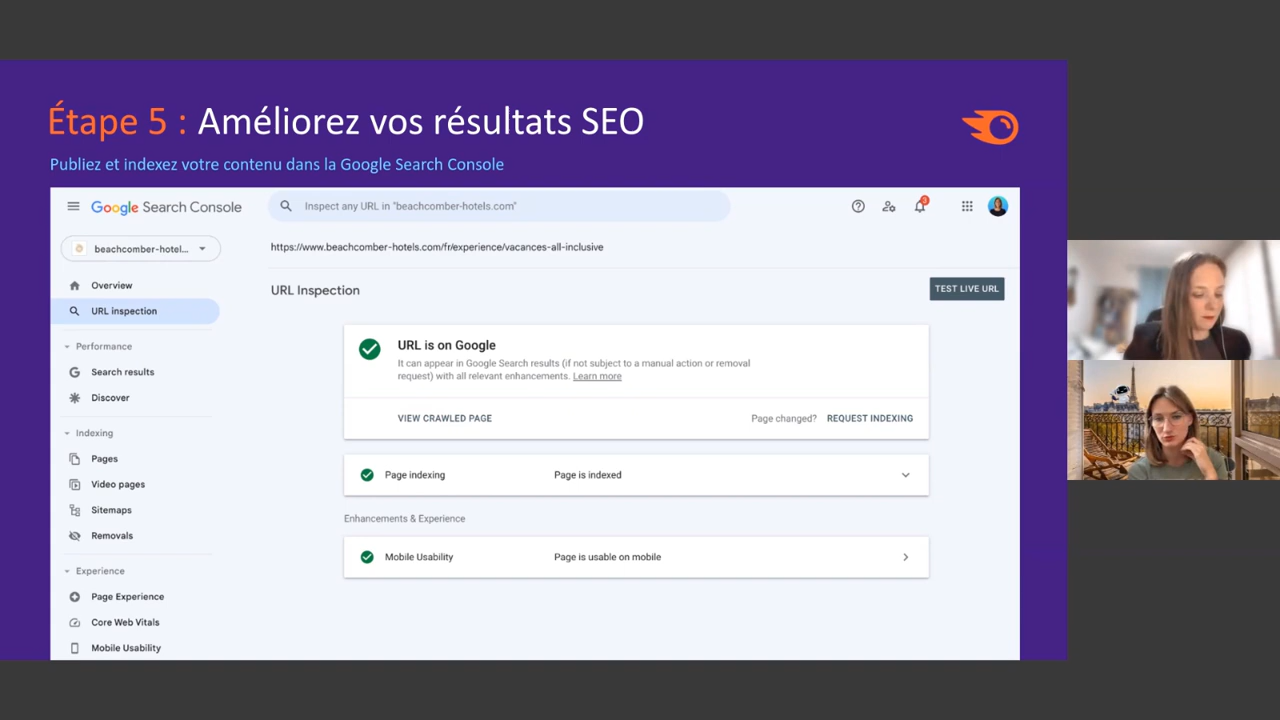 Étape 5 : Améliorez vos résultats SEO
Publiez et indexez votre contenu dans la Google Search Console
Google Search Console
Inspect any URL in "beachcomber-hotels.com"
beachcomber-hotel...
https://www.beachcomber-hotels.com/fr/experience/vacances-all-inclusive
Overview
URL inspection
Performance
Search results
Discover
Indexing
Pages
Video pages
Sitemaps
Removals
Experience
Page Experience
Core Web Vitals
Mobile Usability
URL Inspection
TEST LIVE URL
URL is on Google
It can appear in Google Search results (if not subject to a manual action or removal
request) with all relevant enhancements. Learn more
VIEW CRAWLED PAGE
Page changed? REQUEST INDEXING
Page indexing Page is indexed
Enhancements & Experience
Mobile Usability Page is usable on mobile